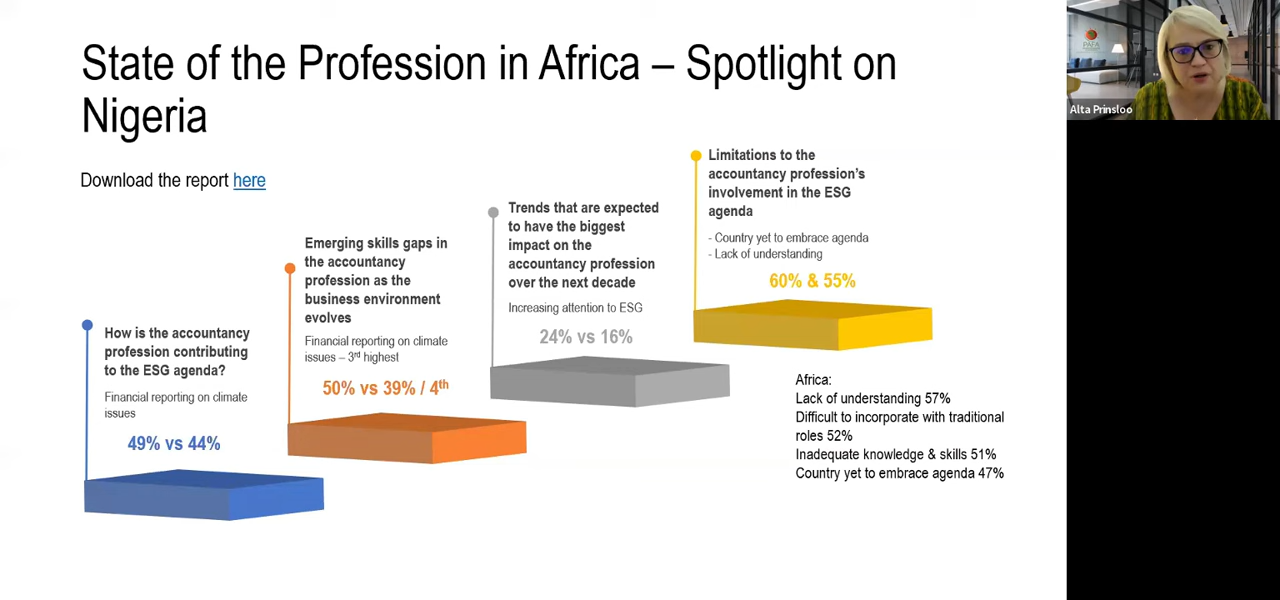 State of the Profession in Africa – Spotlight on
Nigeria
Download the report here
How is the accountancy
profession contributing
to the ESG agenda?
Financial reporting on climate
issues
49% vs 44%
Emerging skills gaps in
the accountancy
profession as the
business environment
evolves
Financial reporting on climate
issues – 3rd highest
50% vs 39% / 4th
Trends that are expected
to have the biggest
impact on the
accountancy profession
over the next decade
Increasing attention to ESG
24% vs 16%
Limitations to the
accountancy profession’s
involvement in the ESG
agenda
- Country yet to embrace agenda
- Lack of understanding
60% & 55%
Africa:
Lack of understanding 57%
Difficult to incorporate with traditional
roles 52%
Inadequate knowledge & skills 51%
Country yet to embrace agenda 47%
PAFA
Alta Prinsloo